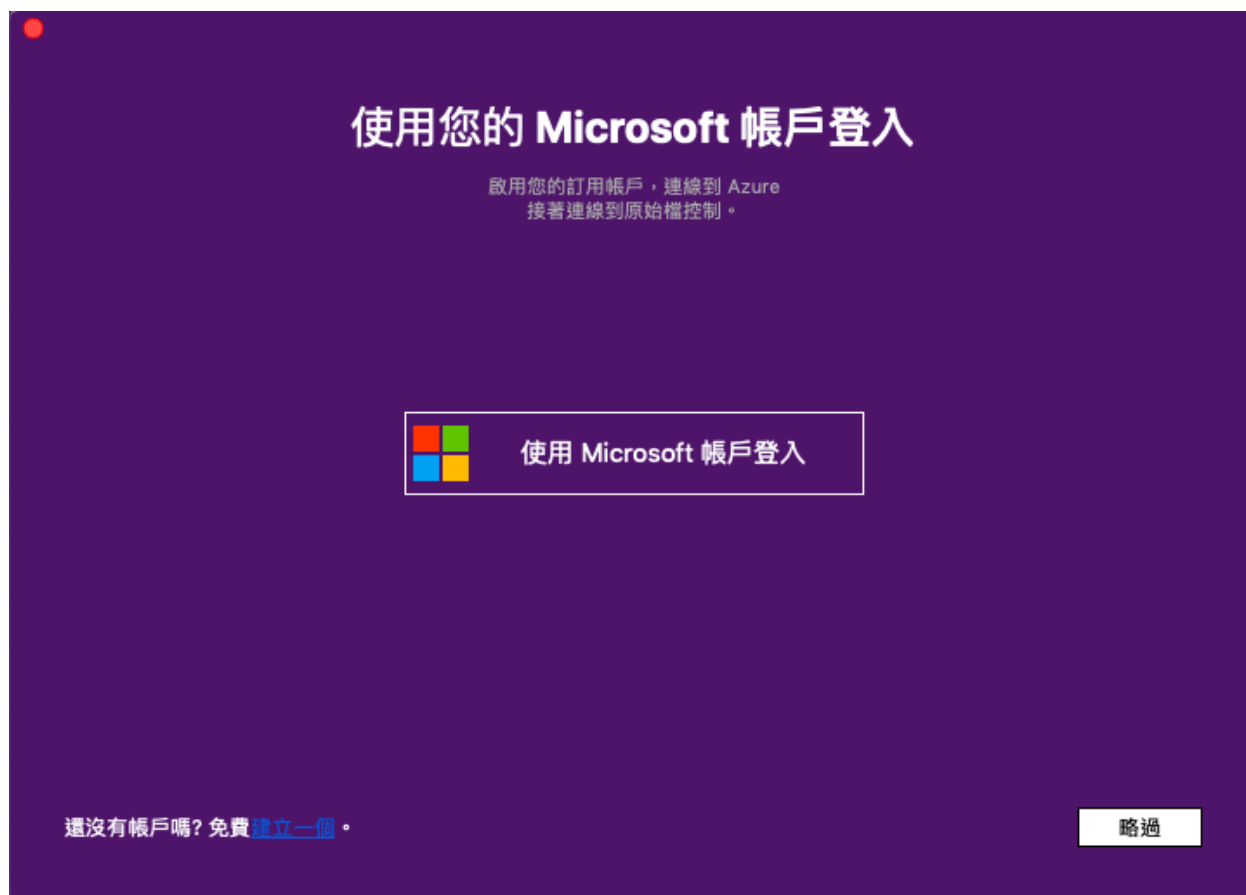 使用您的 Microsoft 帳戶登入
啟用您的訂用帳戶，連線到 Azure
接著連線到原始檔控制。
使用 Microsoft 帳戶登入
還沒有帳戶嗎? 免費建立一個。
略過